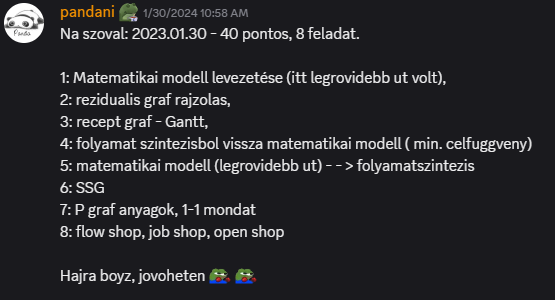 pandani 1/30/2024 10:58 AM
Na szoval: 2023.01.30 - 40 pontos, 8 feladat.
1: Matematikai modell levezetése (itt legrovidebb ut volt),
2: rezidualis graf rajzolas,
3: recept graf - Gantt,
4: folyamat szintezisbol vissza matematikai modell ( min. celfuggveny)
5: matematikai modell (legrovidebb ut) - - > folyamatszintezis
6: SSG
7: P graf anyagok, 1-1 mondat
8: flow shop, job shop, open shop
Hajra boyz, jovoheten
Panda